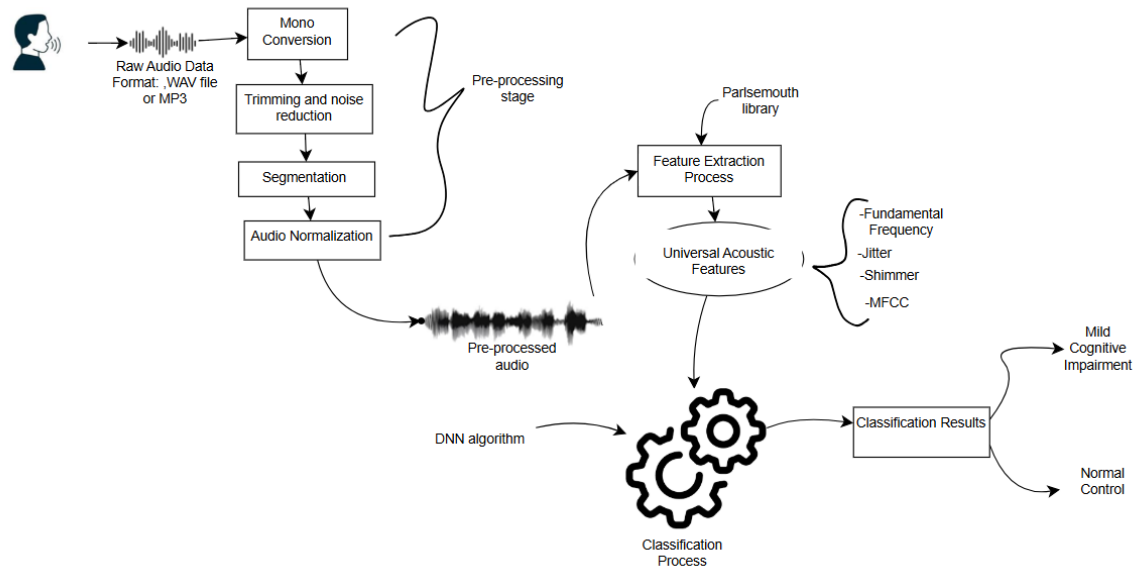 Mono
Conversion
Raw Audio Data
Format: ,WAV file
or MP3
Trimming and noise
reduction
Segmentation
Audio Normalization
Pre-processing
stage
Pre-processed
audio
Parlsemouth
library
Feature Extraction
Process
Universal Acoustic
Features
-Fundamental
Frequency
-Jitter
-Shimmer
-MFCC
DNN algorithm
Classification
Process
Classification Results
Mild
Cognitive
Impairment
Normal
Control